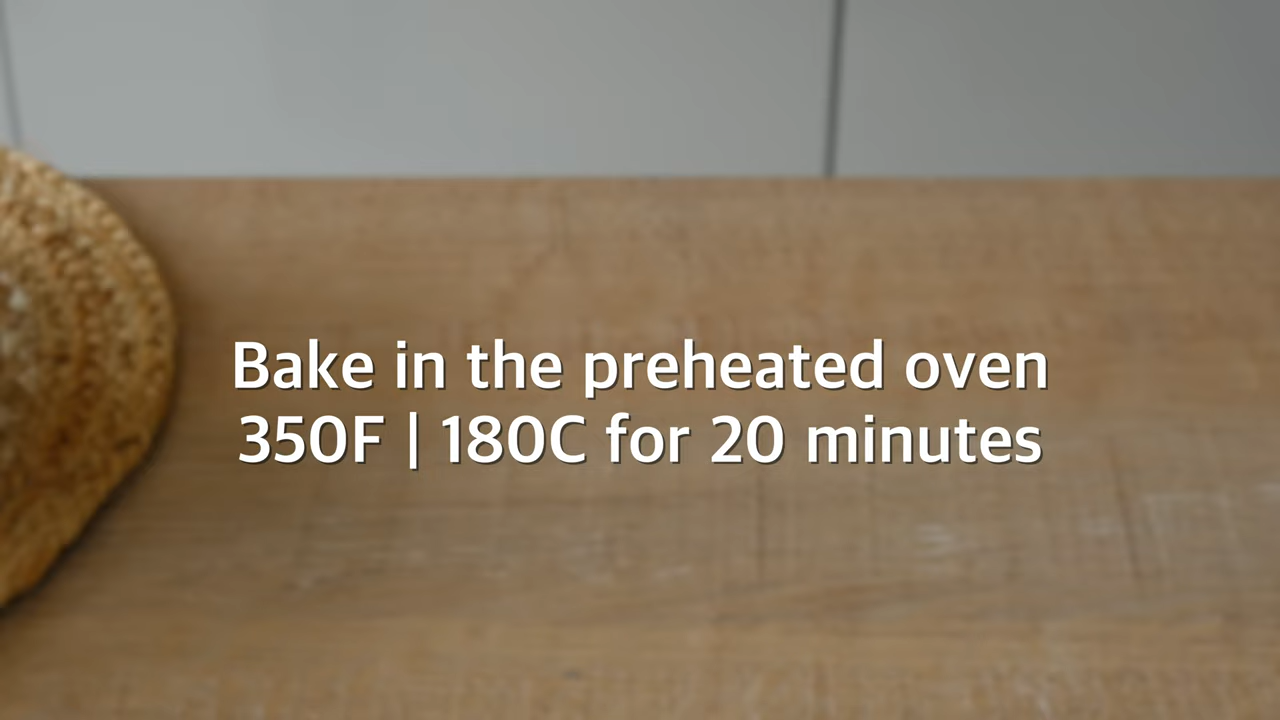 Bake in the preheated oven
350F | 180C for 20 minutes